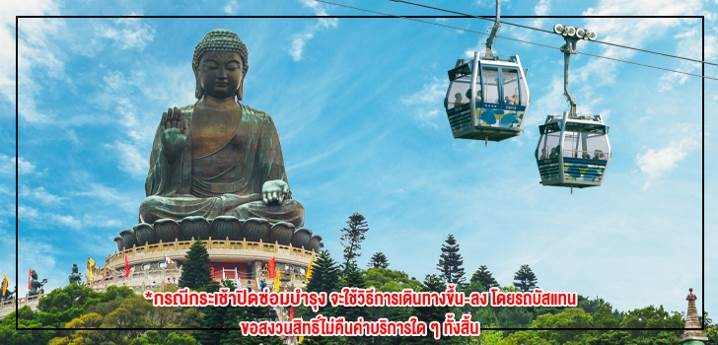 *กรณีกระเช้าปิดซ่อมบำรุง จะใช้วิธีการเดินทางขึ้น-ลง โดยรถบัสแทน
ขอสงวนสิทธิ์ไม่คืนค่าบริการใด ๆ ทั้งสิ้น